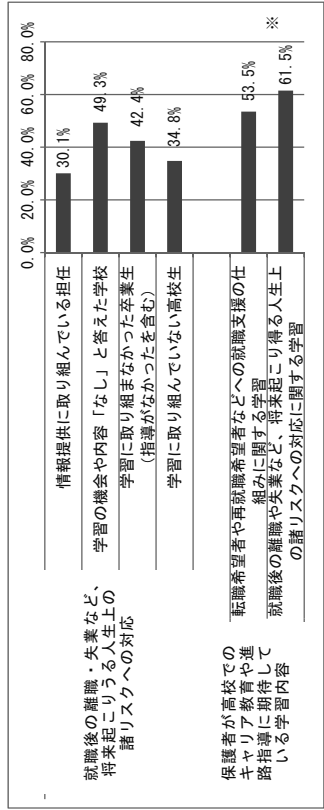 ※
0.0% 20.0% 40.0% 60.0% 80.0%
就職後の離職・失業など、
将来起こりうる人生上の
諸リスクへの対応
情報提供に取り組んでいる担任
30.1%
学習の機会や内容「なし」と答えた学校
49.3%
学習に取り組まなかった卒業生
（指導がなかったを含む）
42.4%
学習に取り組んでいない高校生
34.8%
保護者が高校での
キャリア教育や進
路指導に期待して
いる学習内容
転職希望者や再就職希望者などへの就職支援の仕
組みに関する学習
53.5%
就職後の離職や失業など、将来起こり得る人生上
の諸リスクへの対応に関する学習
61.5%